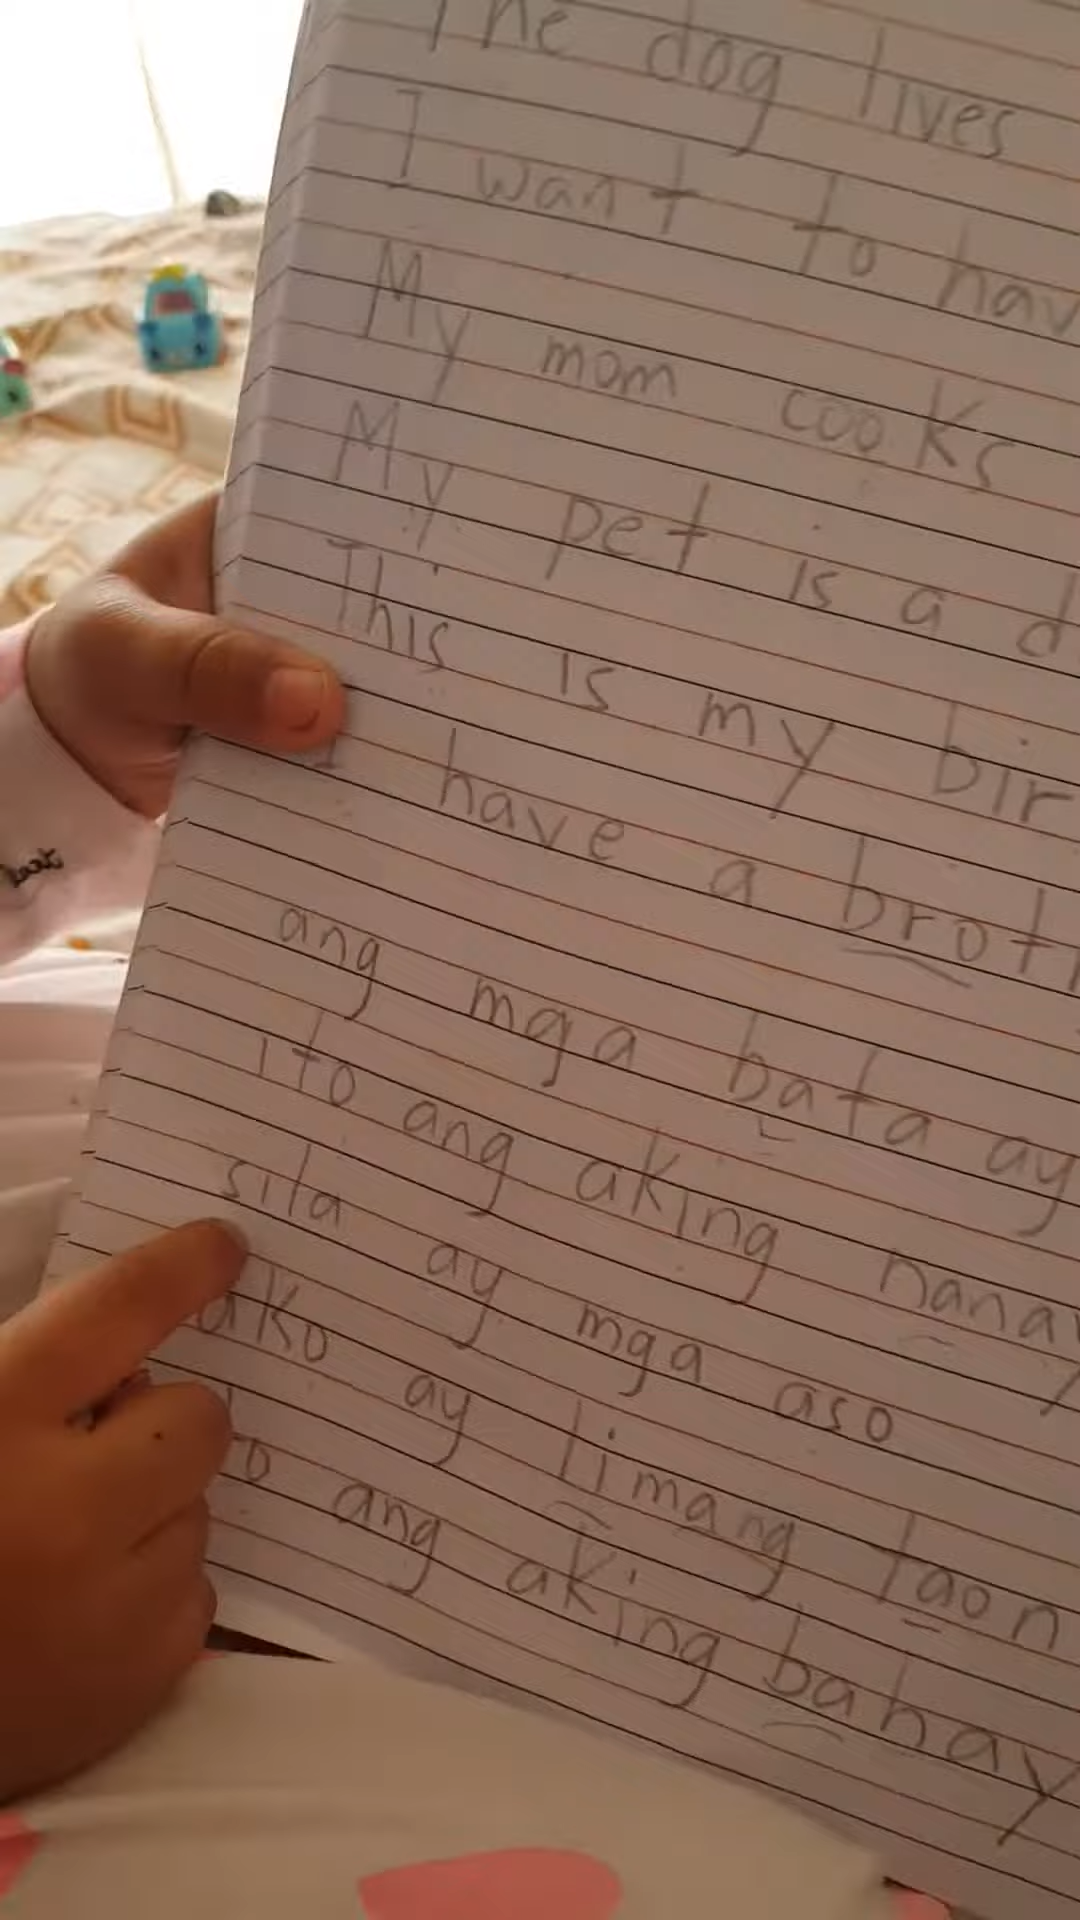 The dog lives
I want to hav
My mom cooks
My pet is a d
This is my bir
I have a brot
ang mga bata ay
ito ang aking nanay
sila ay mga aso
ako ay limang taon
o ang aking bahay